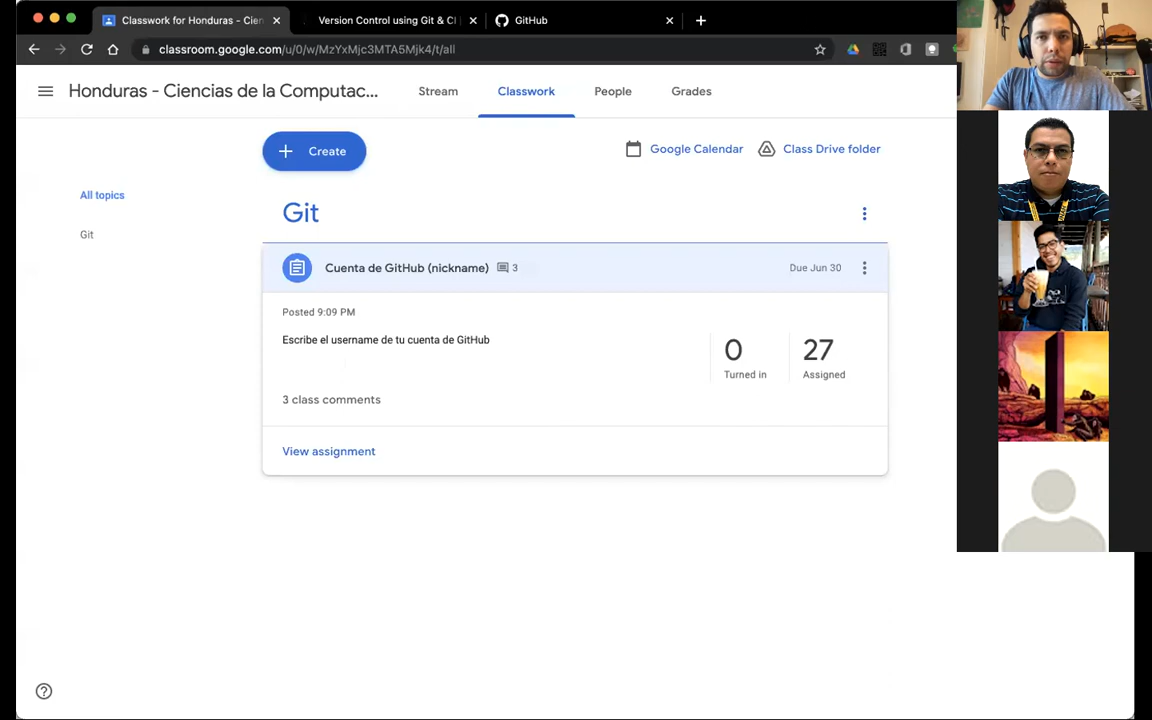 Classwork for Honduras - Cien
Version Control using Git & Cl
GitHub
classroom.google.com/u/0/w/MzYxMjc3MTA5Mjk4/t/all
Honduras - Ciencias de la Computac...
Stream
Classwork
People
Grades
Create
Google Calendar
Class Drive folder
All topics
Git
Git
Cuenta de GitHub (nickname)
3
Due Jun 30
Posted 9:09 PM
Escribe el username de tu cuenta de GitHub
0
Turned in
27
Assigned
3 class comments
View assignment